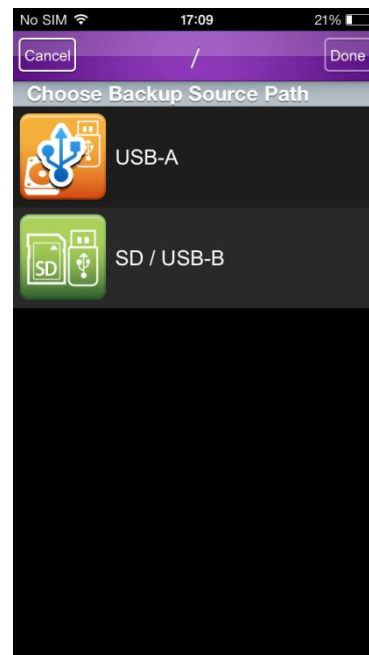 No SIM 17:09 21%
Cancel / Done
Choose Backup Source Path
USB-A
SD
SD / USB-B